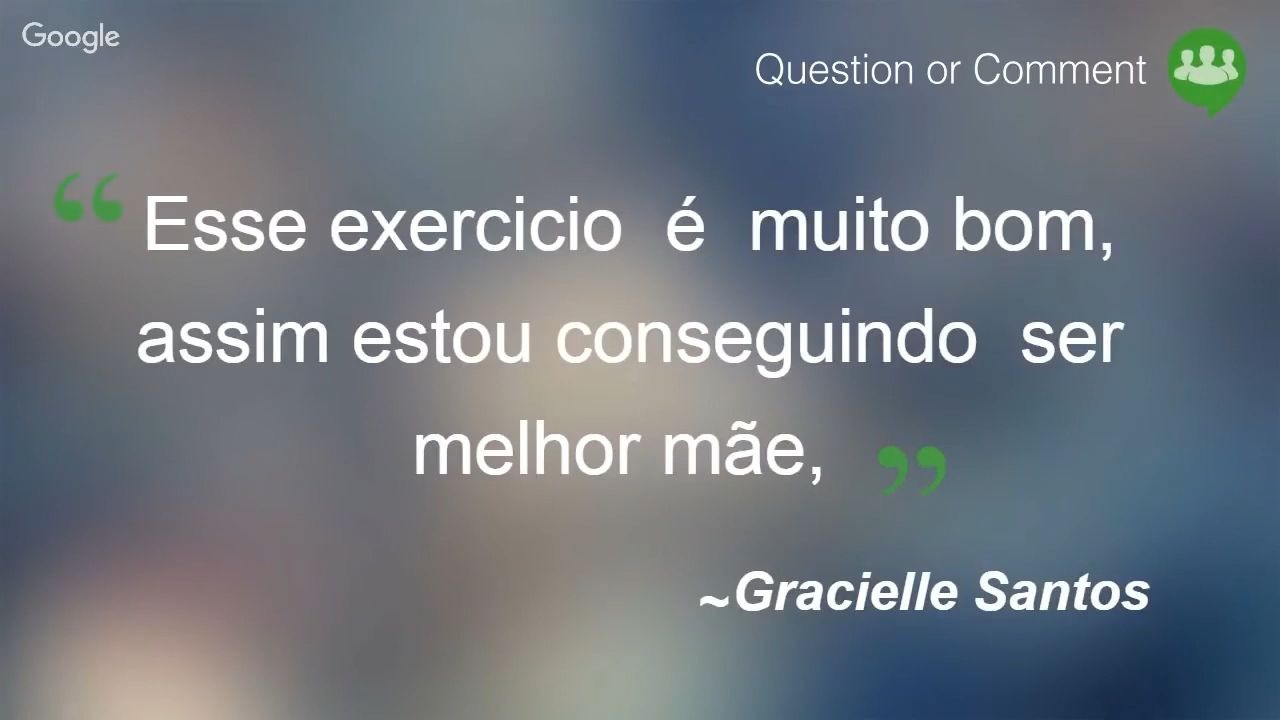 Google
Question or Comment
“ Esse exercicio é muito bom,
assim estou conseguindo ser
melhor mãe, ”
~Gracielle Santos